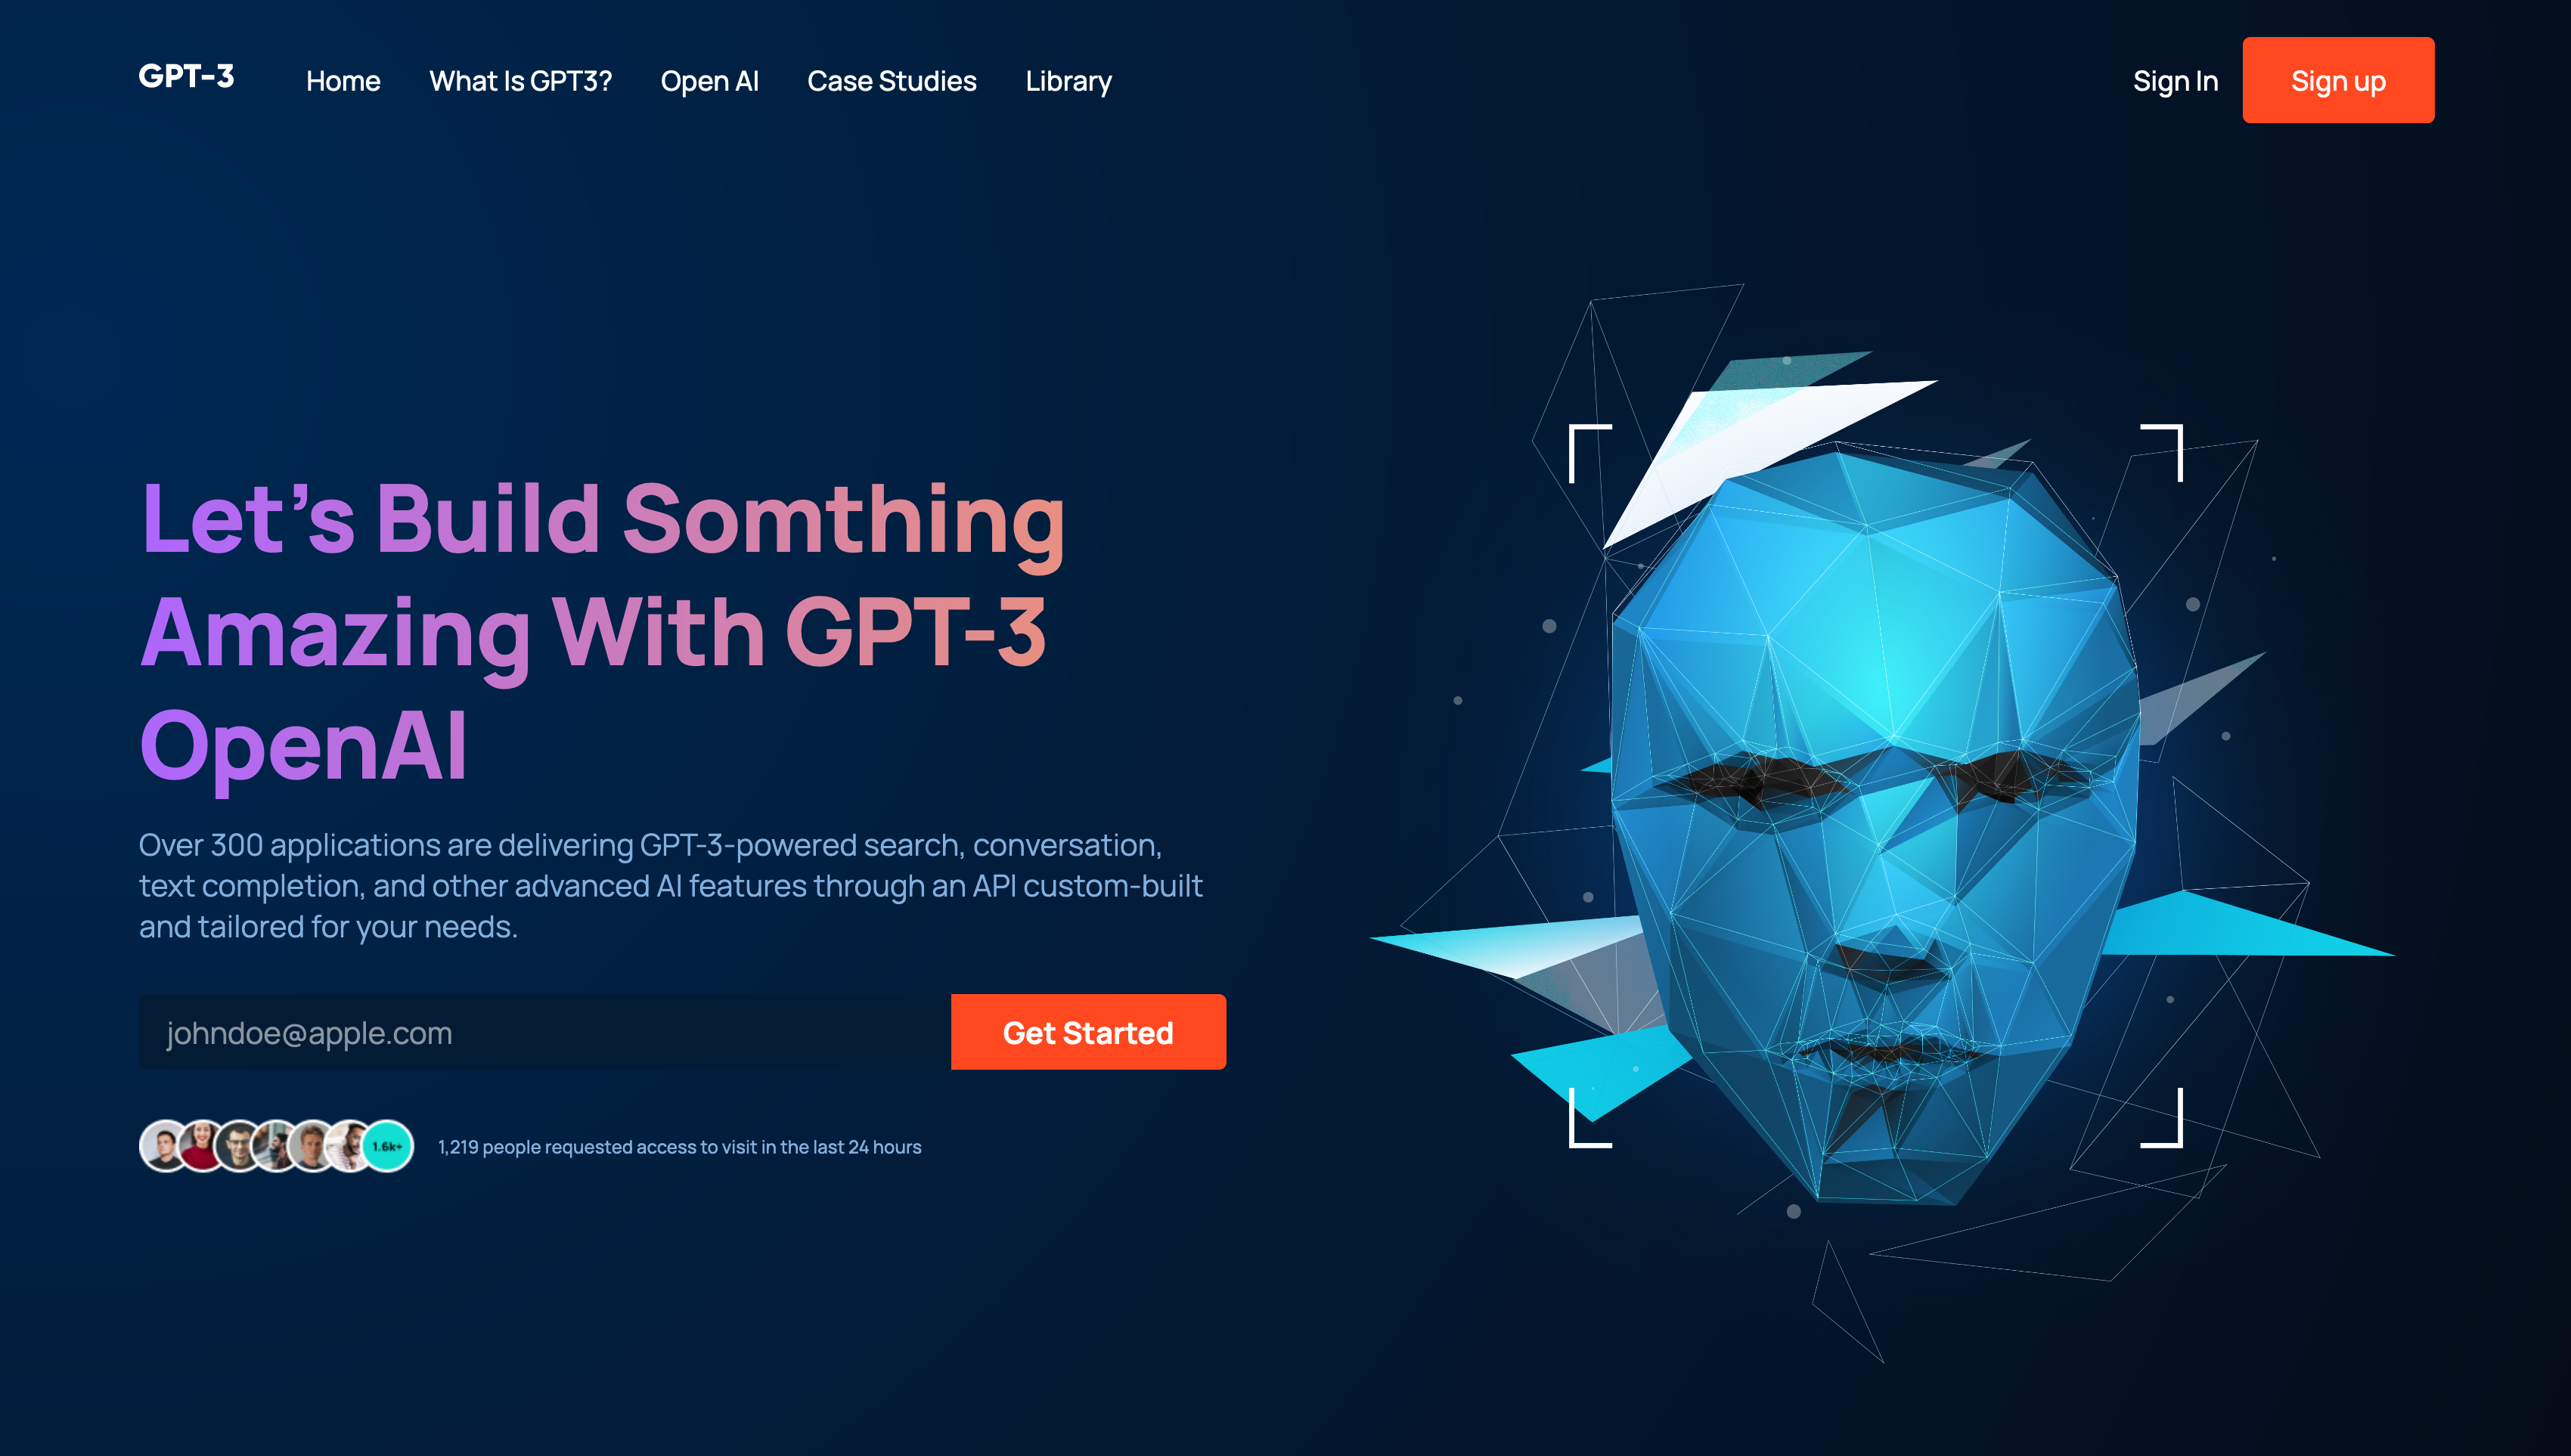 GPT-3
Home
What Is GPT3?
Open AI
Case Studies
Library
Sign In
Sign up
Let’s Build Somthing
Amazing With GPT-3
OpenAI
Over 300 applications are delivering GPT-3-powered search, conversation,
text completion, and other advanced AI features through an API custom-built
and tailored for your needs.
johndoe@apple.com
Get Started
1.6k+
1,219 people requested access to visit in the last 24 hours